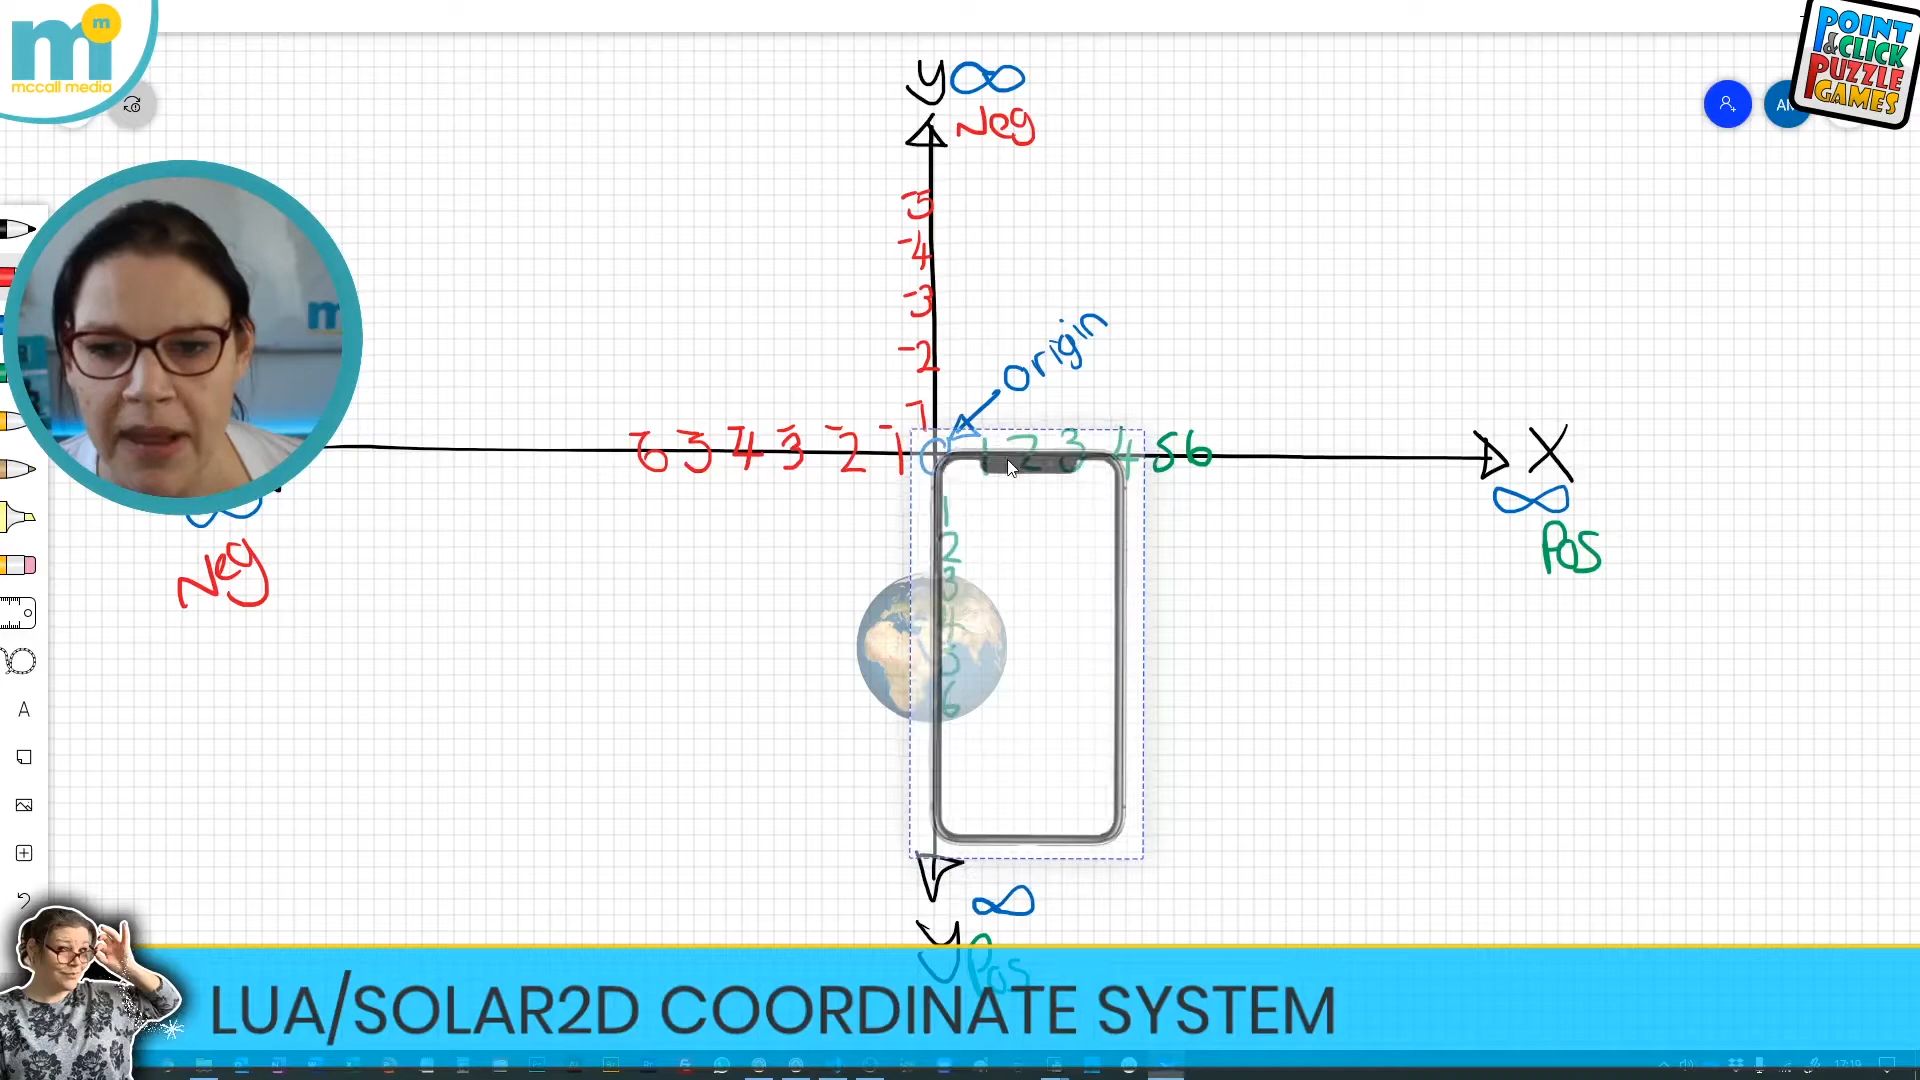 m
m
mccall media
POINT
&CLICK
PUZZLE
GAMES
y ∞
Neg
-5
-4
-3
-2
-1
Origin
-6 -5 -4 -3 -2 -1 0 1 2 3 4 5 6
X
∞
Pos
∞
Neg
1
2
3
4
5
6
A
∞
y Pos
LUA/SOLAR2D COORDINATE SYSTEM
17:19